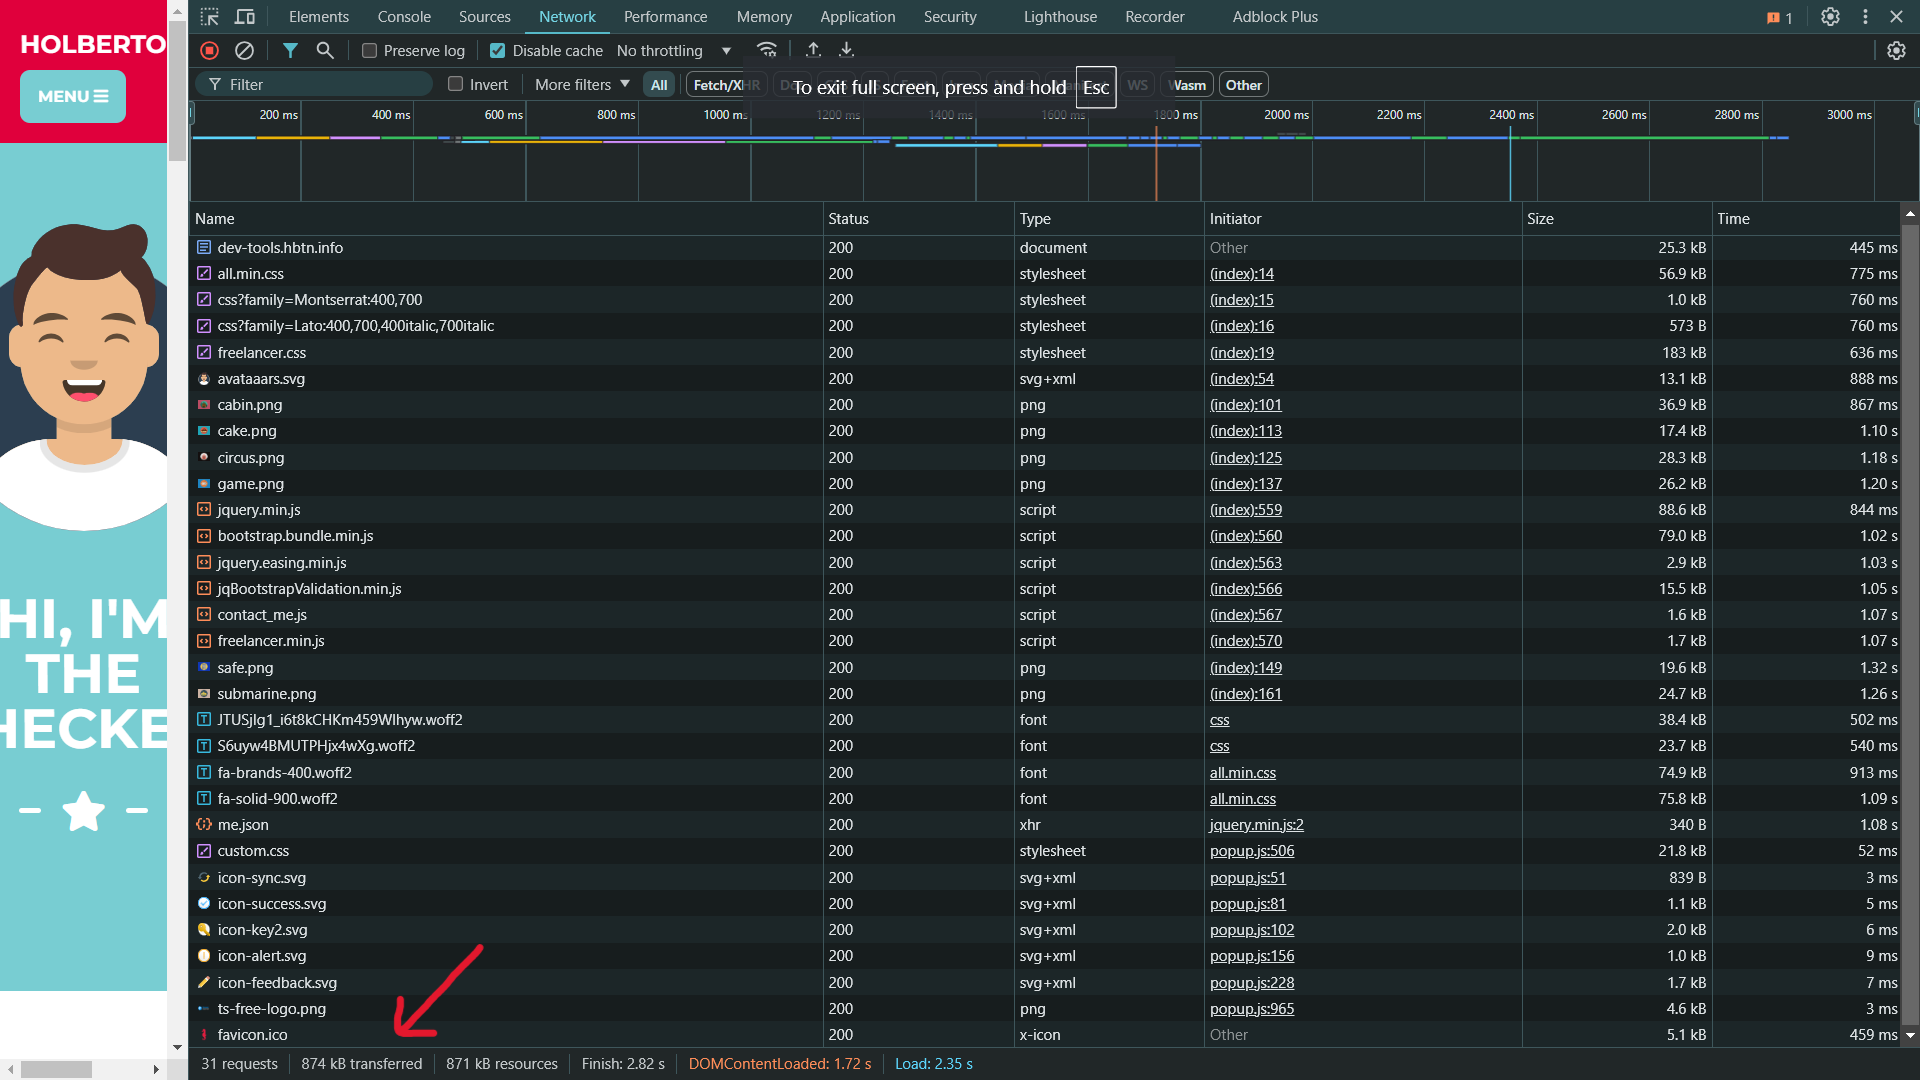 HOLBERTO
MENU
HI, I'M
THE
HECKE
Elements Console Sources Network Performance Memory Application Security Lighthouse Recorder Adblock Plus 1
Preserve log Disable cache No throttling
Filter Invert More filters All Fetch/XHR WS Wasm Other
To exit full screen, press and hold Esc
200 ms 400 ms 600 ms 800 ms 1000 ms 1200 ms 1400 ms 1600 ms 1800 ms 2000 ms 2200 ms 2400 ms 2600 ms 2800 ms 3000 ms
Name Status Type Initiator Size Time
dev-tools.hbtn.info 200 document Other 25.3 kB 445 ms
all.min.css 200 stylesheet (index):14 56.9 kB 775 ms
css?family=Montserrat:400,700 200 stylesheet (index):15 1.0 kB 760 ms
css?family=Lato:400,700,400italic,700italic 200 stylesheet (index):16 573 B 760 ms
freelancer.css 200 stylesheet (index):19 183 kB 636 ms
avataaars.svg 200 svg+xml (index):54 13.1 kB 888 ms
cabin.png 200 png (index):101 36.9 kB 867 ms
cake.png 200 png (index):113 17.4 kB 1.10 s
circus.png 200 png (index):125 28.3 kB 1.18 s
game.png 200 png (index):137 26.2 kB 1.20 s
jquery.min.js 200 script (index):559 88.6 kB 844 ms
bootstrap.bundle.min.js 200 script (index):560 79.0 kB 1.02 s
jquery.easing.min.js 200 script (index):563 2.9 kB 1.03 s
jqBootstrapValidation.min.js 200 script (index):566 15.5 kB 1.05 s
contact_me.js 200 script (index):567 1.6 kB 1.07 s
freelancer.min.js 200 script (index):570 1.7 kB 1.07 s
safe.png 200 png (index):149 19.6 kB 1.32 s
submarine.png 200 png (index):161 24.7 kB 1.26 s
JTUSjIg1_i6t8kCHKm459Wlhyw.woff2 200 font css 38.4 kB 502 ms
S6uyw4BMUTPHjx4wXg.woff2 200 font css 23.7 kB 540 ms
fa-brands-400.woff2 200 font all.min.css 74.9 kB 913 ms
fa-solid-900.woff2 200 font all.min.css 75.8 kB 1.09 s
me.json 200 xhr jquery.min.js:2 340 B 1.08 s
custom.css 200 stylesheet popup.js:506 21.8 kB 52 ms
icon-sync.svg 200 svg+xml popup.js:51 839 B 3 ms
icon-success.svg 200 svg+xml popup.js:81 1.1 kB 5 ms
icon-key2.svg 200 svg+xml popup.js:102 2.0 kB 6 ms
icon-alert.svg 200 svg+xml popup.js:156 1.0 kB 9 ms
icon-feedback.svg 200 svg+xml popup.js:228 1.7 kB 7 ms
ts-free-logo.png 200 png popup.js:965 4.6 kB 3 ms
favicon.ico 200 x-icon Other 5.1 kB 459 ms
31 requests 874 kB transferred 871 kB resources Finish: 2.82 s DOMContentLoaded: 1.72 s Load: 2.35 s